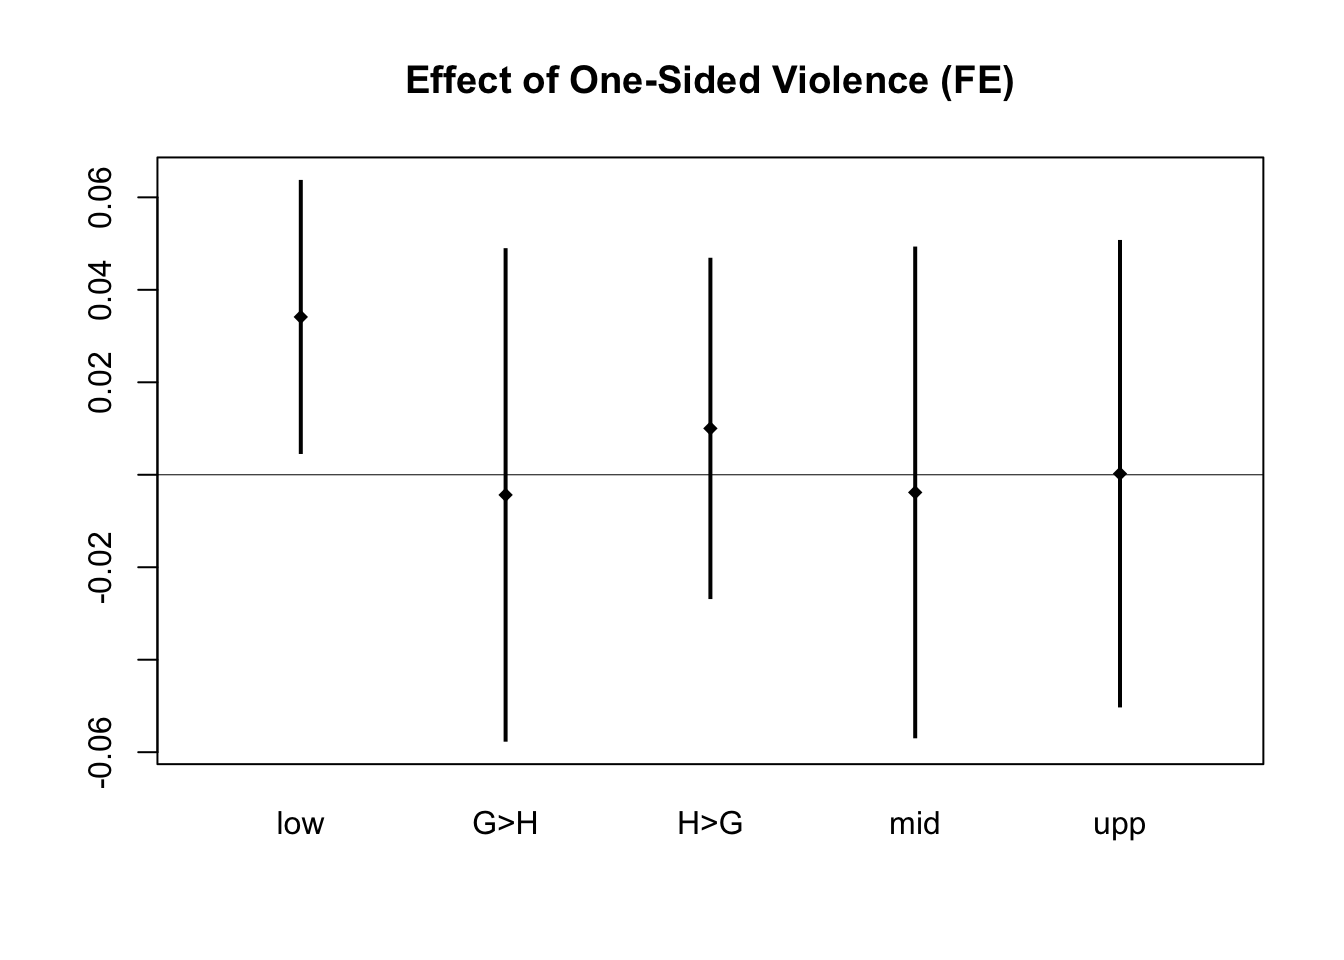 Effect of One-Sided Violence (FE)
0.06
0.04
0.02
-0.02
-0.06
low G>H H>G mid upp